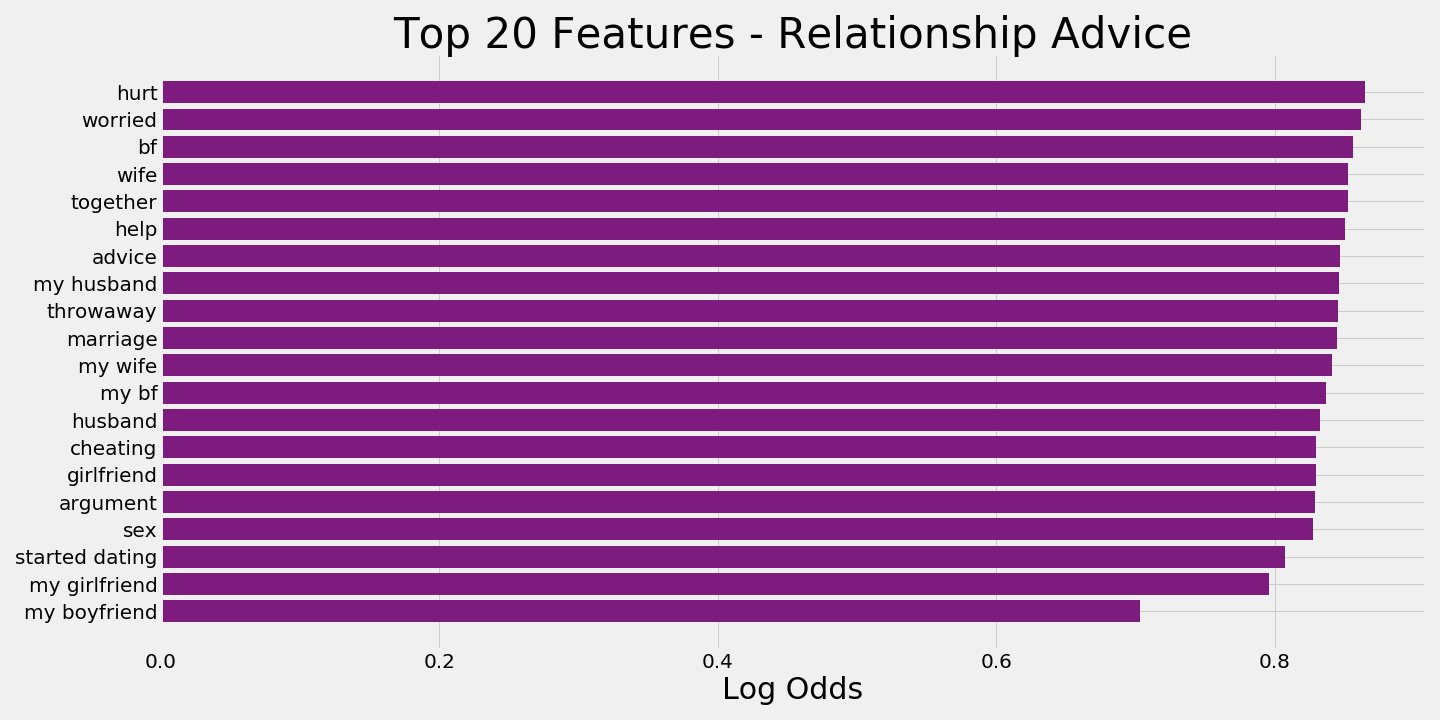 Top 20 Features - Relationship Advice
hurt
worried
bf
wife
together
help
advice
my husband
throwaway
marriage
my wife
my bf
husband
cheating
girlfriend
argument
sex
started dating
my girlfriend
my boyfriend
0.0 0.2 0.4 0.6 0.8
Log Odds